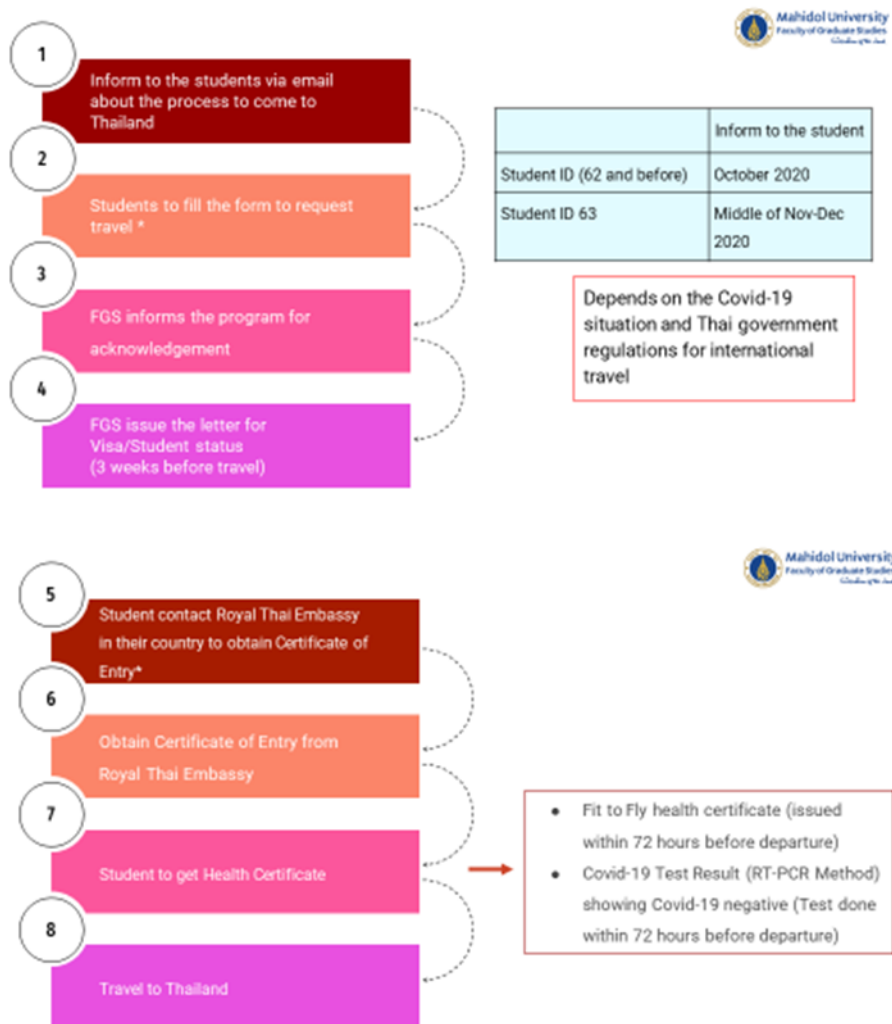 Mahidol University
Faculty of Graduate Studies
1
Inform to the students via email
about the process to come to
Thailand
2
Students to fill the form to request
travel *
3
FGS informs the program for
acknowledgement
4
FGS issue the letter for
Visa/Student status
(3 weeks before travel)
Inform to the student
Student ID (62 and before) October 2020
Student ID 63 Middle of Nov-Dec
2020
Depends on the Covid-19
situation and Thai government
regulations for international
travel
Mahidol University
Faculty of Graduate Studies
5
Student contact Royal Thai Embassy
in their country to obtain Certificate of
Entry*
6
Obtain Certificate of Entry from
Royal Thai Embassy
7
Student to get Health Certificate
8
Travel to Thailand
● Fit to Fly health certificate (issued
within 72 hours before departure)
● Covid-19 Test Result (RT-PCR Method)
showing Covid-19 negative (Test done
within 72 hours before departure)